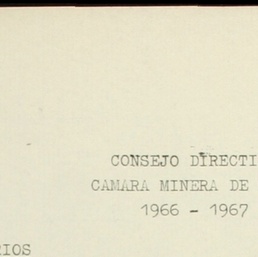 CONSEJO DIRECTI
CAMARA MINERA DE
1966 - 1967
RIOS